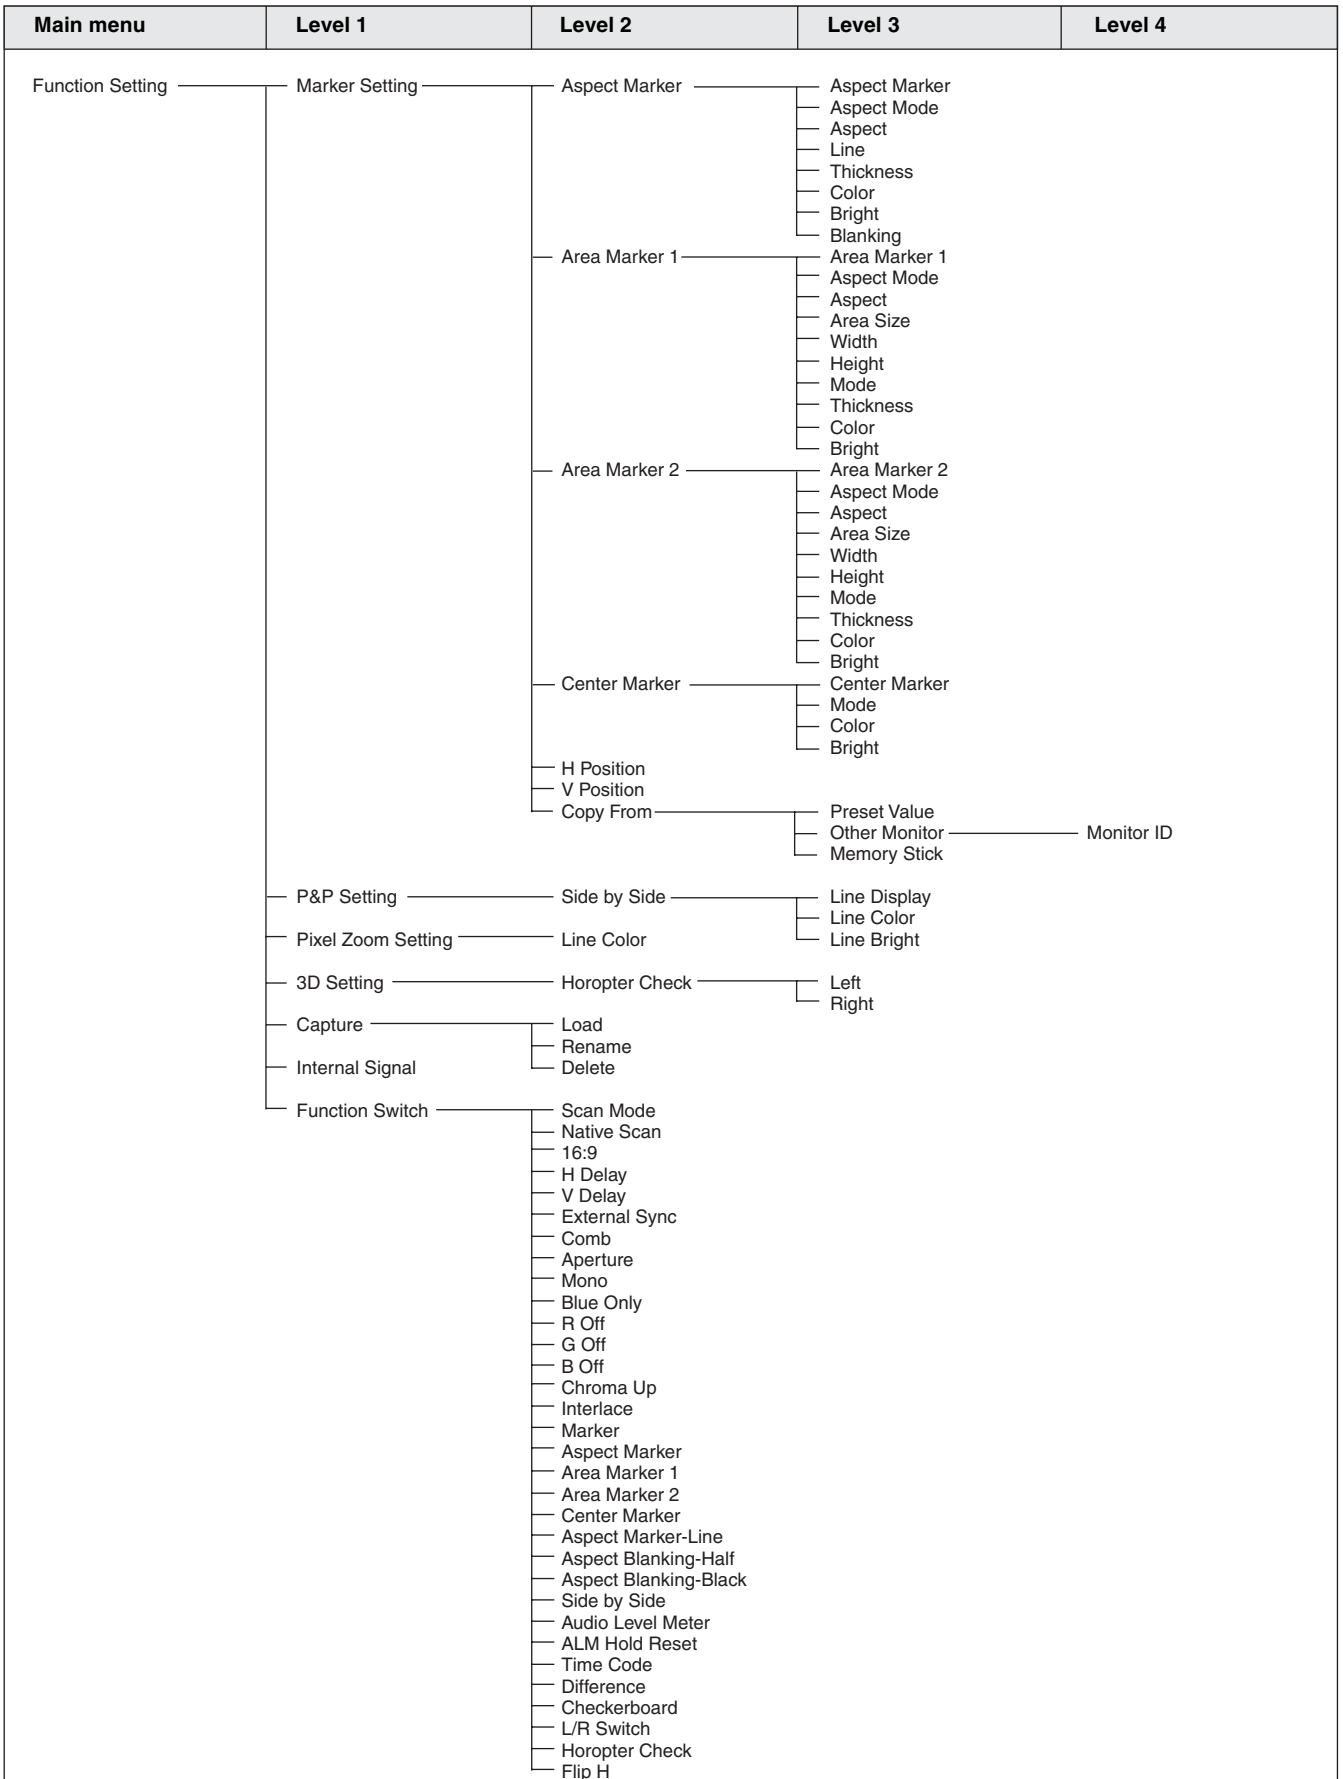 Main menu Level 1 Level 2 Level 3 Level 4
Function Setting Marker Setting Aspect Marker Aspect Marker
Aspect Mode
Aspect
Line
Thickness
Color
Bright
Blanking
Area Marker 1 Area Marker 1
Aspect Mode
Aspect
Area Size
Width
Height
Mode
Thickness
Color
Bright
Area Marker 2 Area Marker 2
Aspect Mode
Aspect
Area Size
Width
Height
Mode
Thickness
Color
Bright
Center Marker Center Marker
Mode
Color
Bright
H Position
V Position
Copy From Preset Value
Other Monitor Monitor ID
Memory Stick
P&P Setting Side by Side Line Display
Line Color
Pixel Zoom Setting Line Color Line Bright
3D Setting Horopter Check Left
Right
Capture Load
Rename
Internal Signal Delete
Function Switch Scan Mode
Native Scan
16:9
H Delay
V Delay
External Sync
Comb
Aperture
Mono
Blue Only
R Off
G Off
B Off
Chroma Up
Interlace
Marker
Aspect Marker
Area Marker 1
Area Marker 2
Center Marker
Aspect Marker-Line
Aspect Blanking-Half
Aspect Blanking-Black
Side by Side
Audio Level Meter
ALM Hold Reset
Time Code
Difference
Checkerboard
L/R Switch
Horopter Check
Flip H